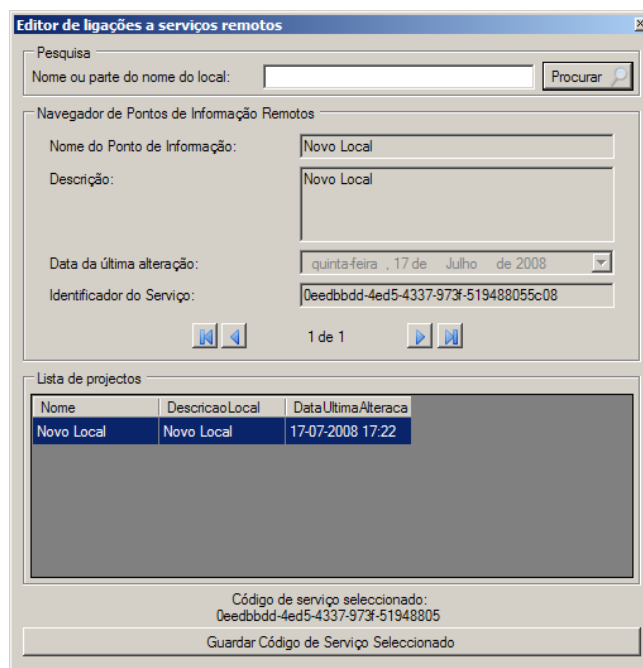 Editor de ligações a serviços remotos
Pesquisa
Nome ou parte do nome do local:
Procurar
Navegador de Pontos de Informação Remotos
Nome do Ponto de Informação: Novo Local
Descrição: Novo Local
Data da última alteração: quinta-feira , 17 de Julho de 2008
Identificador do Serviço: 0eedbbdd-4ed5-4337-973f-519488055c08
1 de 1
Lista de projectos
Nome DescricaoLocal DataUltimaAlteraca
Novo Local Novo Local 17-07-2008 17:22
Código de serviço seleccionado:
0eedbbdd-4ed5-4337-973f-51948805
Guardar Código de Serviço Seleccionado